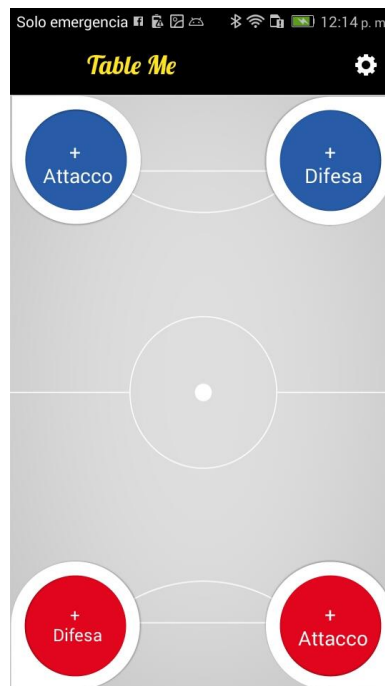 Solo emergencia 12:14 p. m
Table Me
+ +
Attacco Difesa
+ +
Difesa Attacco